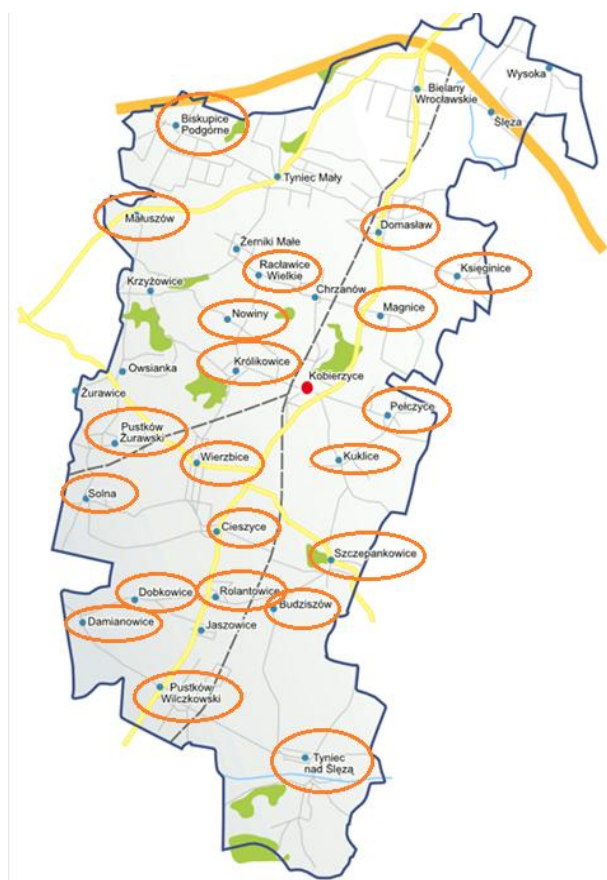 Wysoka
Bielany
Wrocławskie
Ślęza
Biskupice
Podgórne
Tyniec Mały
Małuszów
Domasław
Żerniki Małe
Racławice
Wielkie
Księginice
Krzyżowice
Chrzanów
Nowiny
Magnice
Królikowice
Owsianka
Kobierzyce
Żurawice
Pełczyce
Pustków
Żurawski
Wierzbice
Kuklice
Solna
Cieszyce
Szczepankowice
Dobkowice
Rolantowice
Budziszów
Damianowice
Jaszowice
Pustków
Wilczkowski
Tyniec
nad Ślęzą